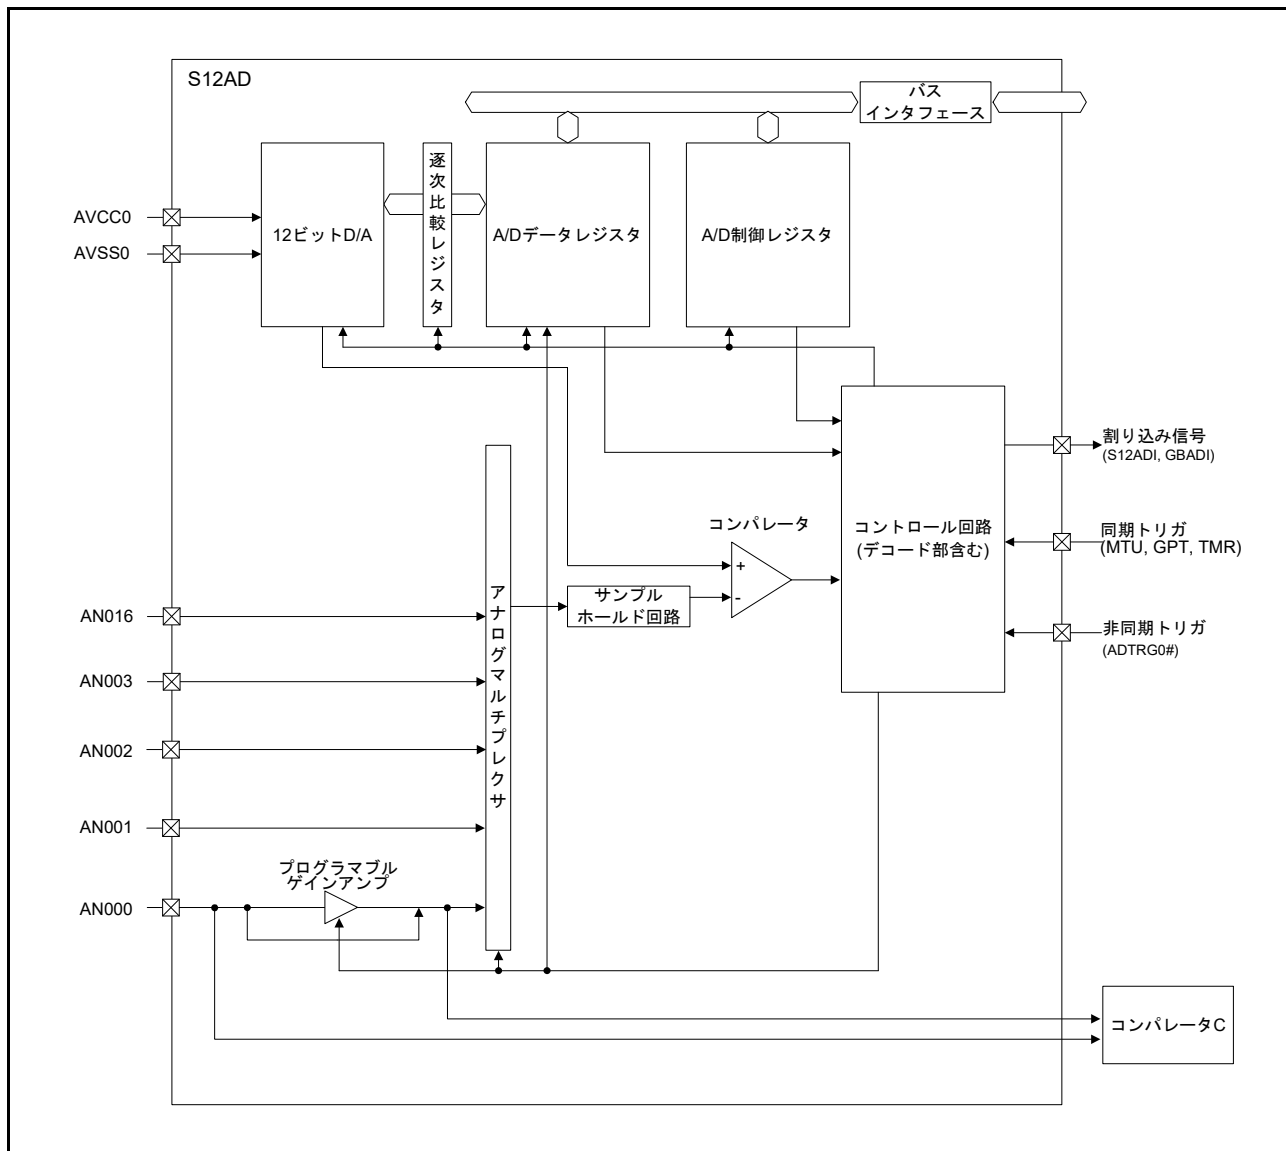 S12AD
バス
インタフェース
逐次比較レジスタ
AVCC0
AVSS0
12ビットD/A
A/Dデータレジスタ
A/D制御レジスタ
割り込み信号
(S12ADI, GBADI)
コンパレータ
コントロール回路
(デコード部含む)
同期トリガ
(MTU, GPT, TMR)
+
-
サンプル
ホールド回路
アナログマルチプレクサ
非同期トリガ
(ADTRG0#)
AN016
AN003
AN002
AN001
プログラマブル
ゲインアンプ
AN000
コンパレータC